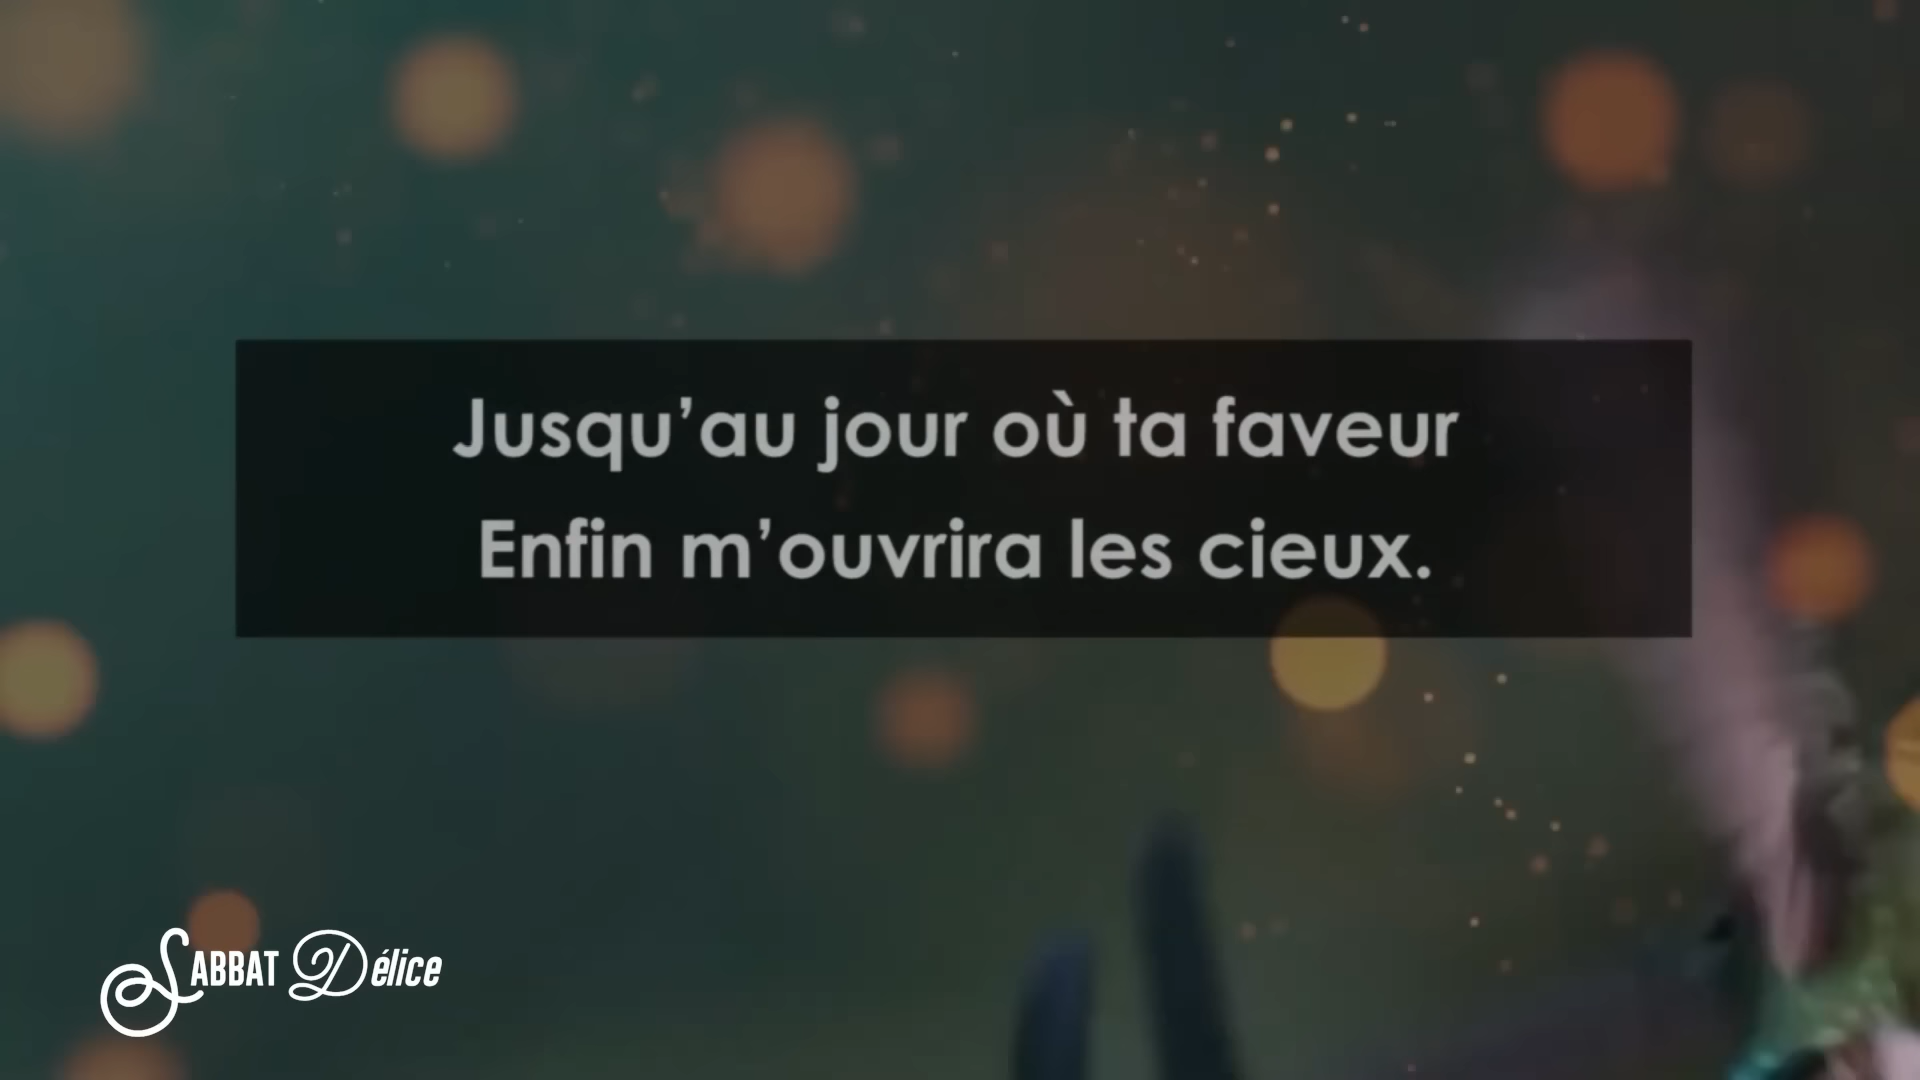 Jusqu’au jour où ta faveur
Enfin m’ouvrira les cieux.
SABBAT Délice